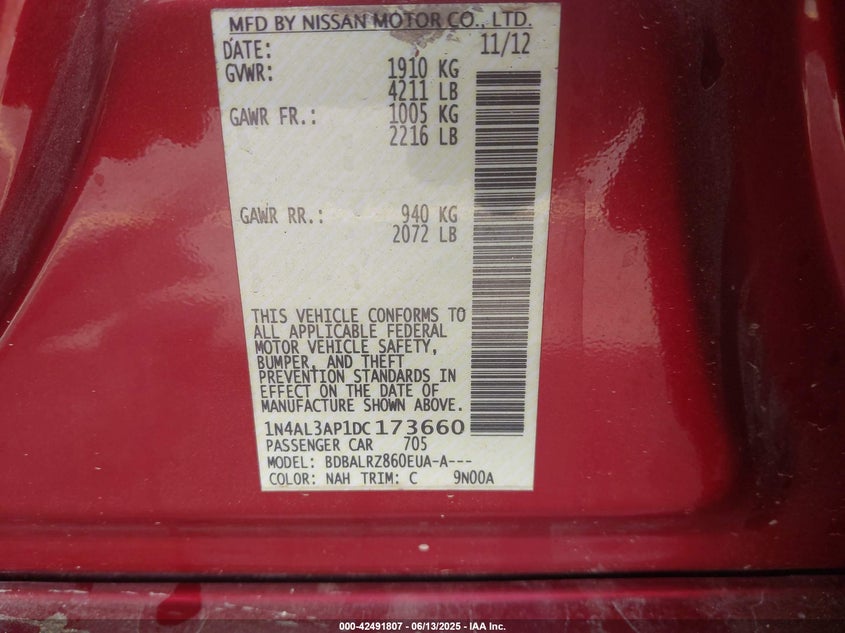 MFD BY NISSAN MOTOR CO., LTD.
DATE: 11/12
GVWR: 1910 KG
4211 LB
GAWR FR.: 1005 KG
2216 LB
GAWR RR.: 940 KG
2072 LB
THIS VEHICLE CONFORMS TO
ALL APPLICABLE FEDERAL
MOTOR VEHICLE SAFETY,
BUMPER, AND THEFT
PREVENTION STANDARDS IN
EFFECT ON THE DATE OF
MANUFACTURE SHOWN ABOVE.
1N4AL3AP1DC173660
PASSENGER CAR 705
MODEL: BDBALRZ860EUA-A---
COLOR: NAH TRIM: C 9N00A
000-42491807 - 06/13/2025 - IAA Inc.